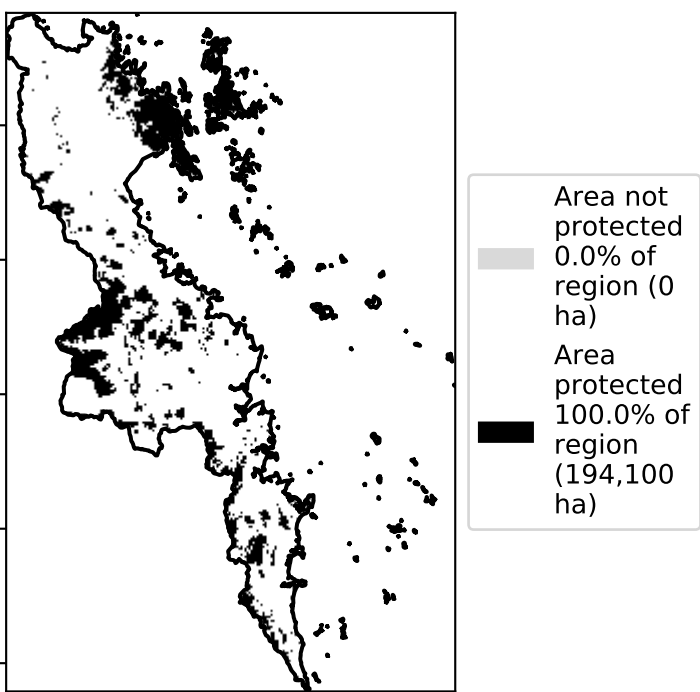 Area not
protected
0.0% of
region (0
ha)
Area
protected
100.0% of
region
(194,100
ha)